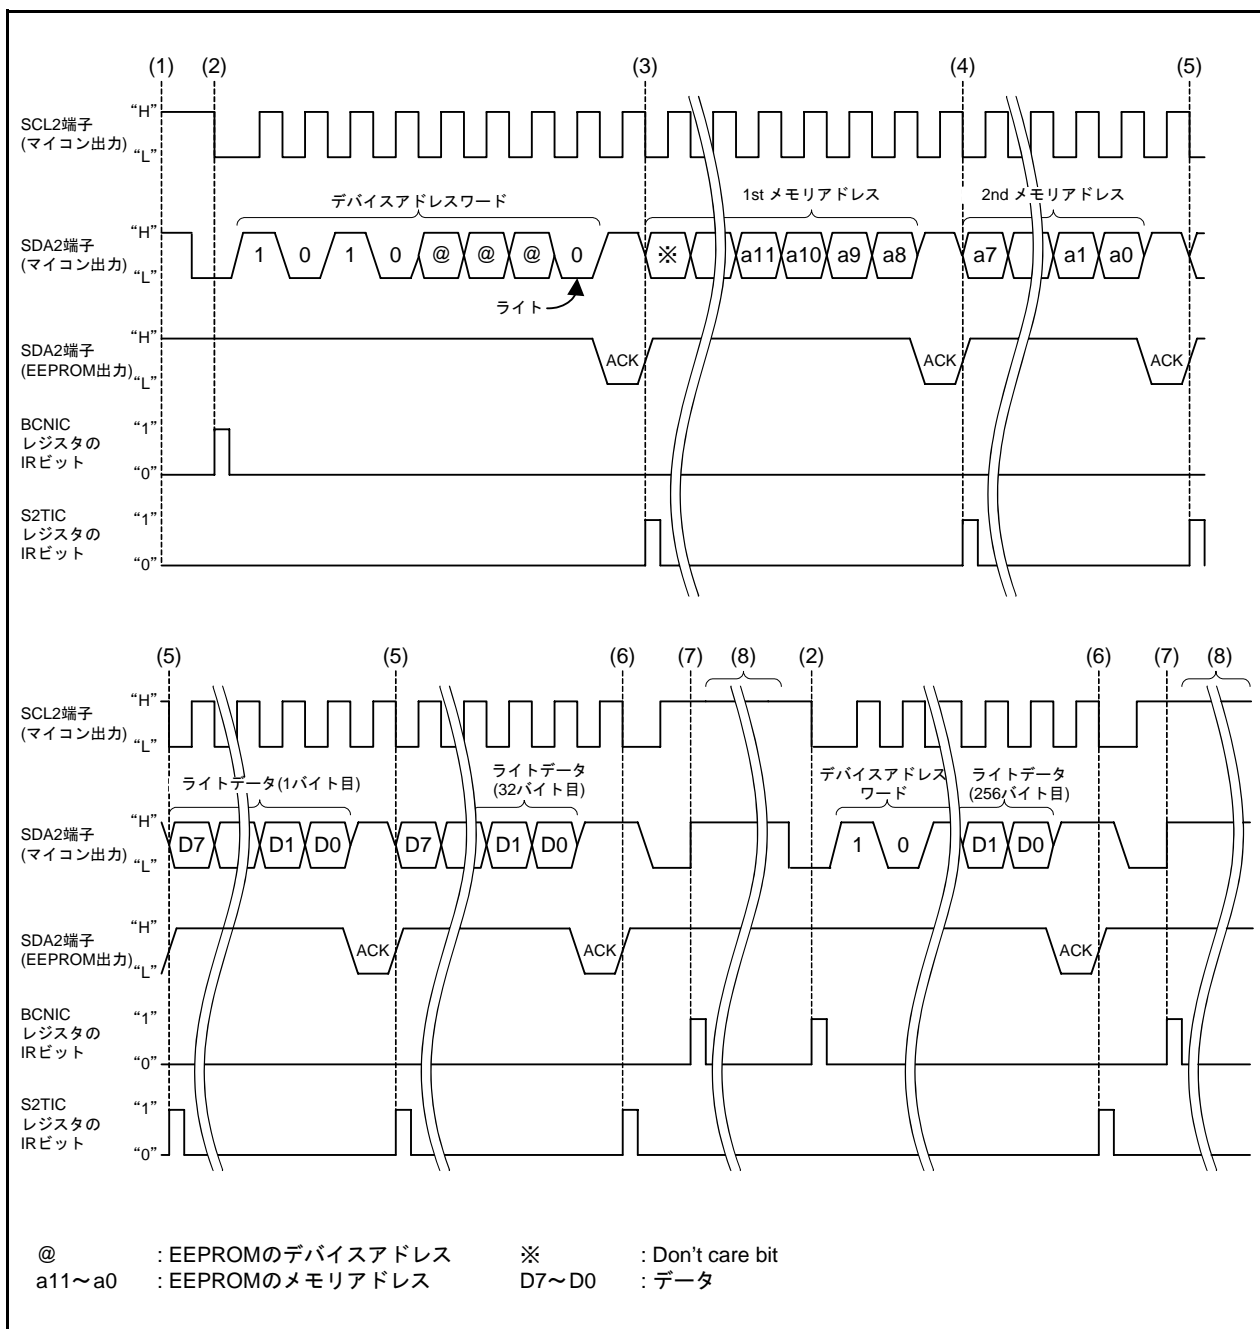 (1) (2) (3) (4) (5)
SCL2端子
(マイコン出力)
“H”
“L”
デバイスアドレスワード
1st メモリアドレス
2nd メモリアドレス
SDA2端子
(マイコン出力)
“H”
“L”
1 0 1 0 @ @ @ 0 ※ a11 a10 a9 a8 a7 a1 a0
ライト
SDA2端子
(EEPROM出力)
“H”
“L”
ACK ACK ACK
BCNIC
レジスタの
IRビット
“1”
“0”
S2TIC
レジスタの
IRビット
“1”
“0”
(5) (5) (6) (7) (8) (2) (6) (7) (8)
SCL2端子
(マイコン出力)
“H”
“L”
ライトデータ(1バイト目)
ライトデータ
(32バイト目)
デバイスアドレス
ワード
ライトデータ
(256バイト目)
SDA2端子
(マイコン出力)
“H”
“L”
D7 D1 D0 D7 D1 D0 1 0 D1 D0
SDA2端子
(EEPROM出力)
“H”
“L”
ACK ACK ACK
BCNIC
レジスタの
IRビット
“1”
“0”
S2TIC
レジスタの
IRビット
“1”
“0”
@ : EEPROMのデバイスアドレス ※ : Don't care bit
a11～a0 : EEPROMのメモリアドレス D7～D0 : データ